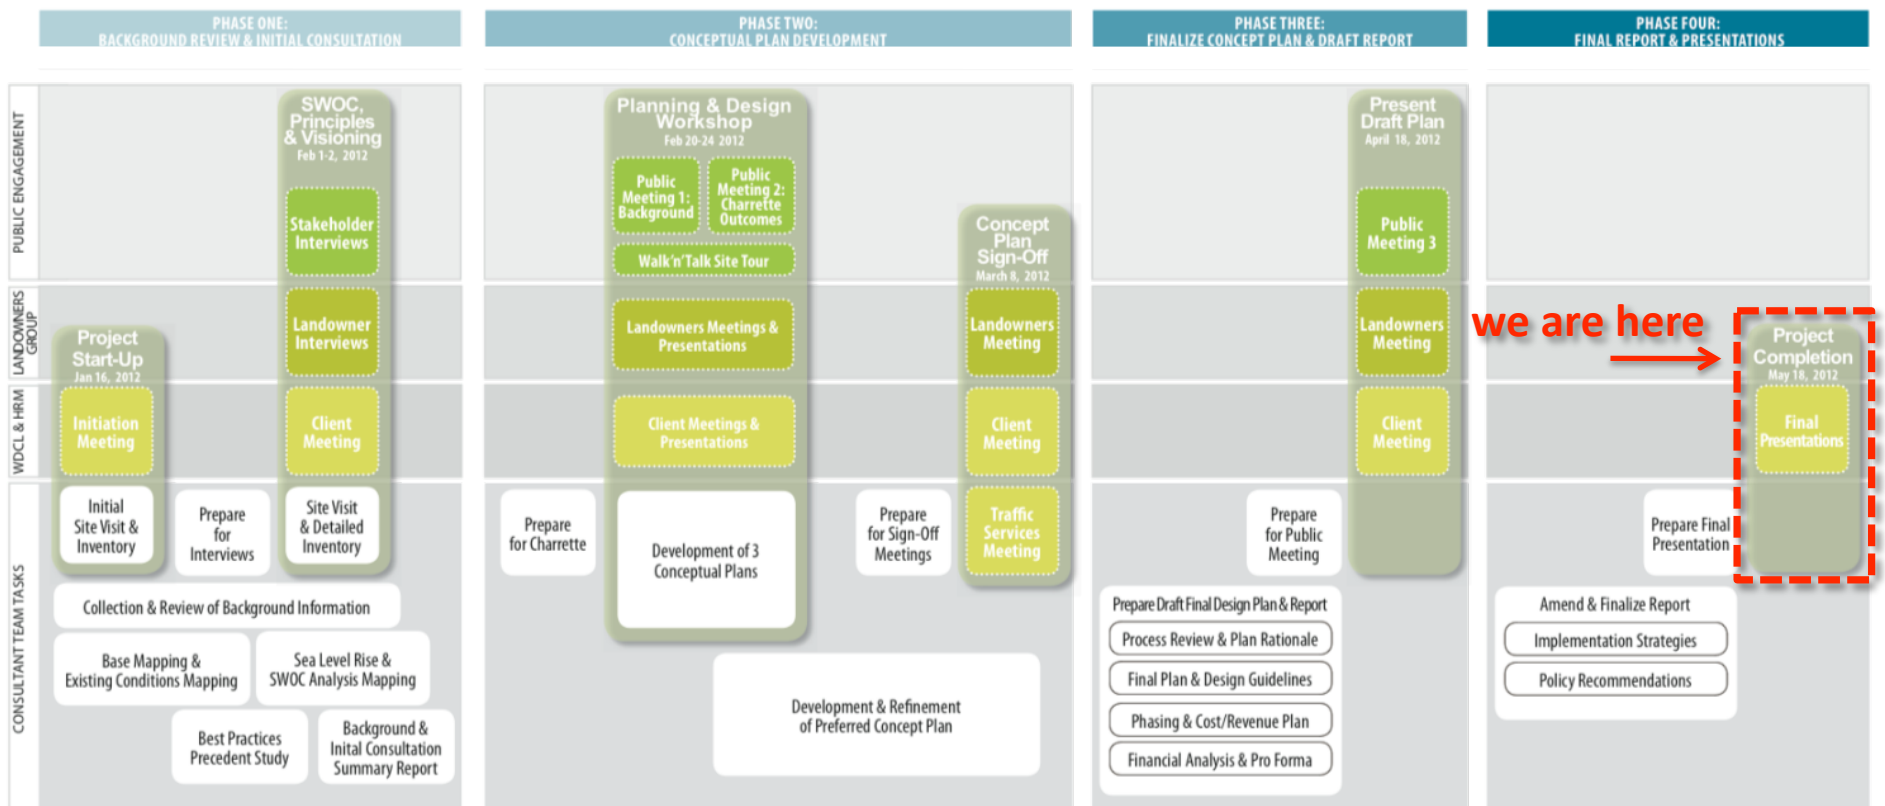 PHASE ONE:
BACKGROUND REVIEW & INITIAL CONSULTATION
PHASE TWO:
CONCEPTUAL PLAN DEVELOPMENT
PHASE THREE:
FINALIZE CONCEPT PLAN & DRAFT REPORT
PHASE FOUR:
FINAL REPORT & PRESENTATIONS
PUBLIC ENGAGEMENT
LANDOWNERS
GROUP
WDCL & HRM
CONSULTANT TEAM TASKS
Project
Start-Up
Jan 16, 2012
Initiation
Meeting
Initial
Site Visit &
Inventory
Prepare
for
Interviews
SWOC,
Principles
& Visioning
Feb 1-2, 2012
Stakeholder
Interviews
Landowner
Interviews
Client
Meeting
Site Visit
& Detailed
Inventory
Collection & Review of Background Information
Base Mapping &
Existing Conditions Mapping
Sea Level Rise &
SWOC Analysis Mapping
Best Practices
Precedent Study
Background &
Inital Consultation
Summary Report
Planning & Design
Workshop
Feb 20-24 2012
Public
Meeting 1:
Background
Public
Meeting 2:
Charrette
Outcomes
Walk'n'Talk Site Tour
Landowners Meetings &
Presentations
Client Meetings &
Presentations
Prepare
for Charrette
Development of 3
Conceptual Plans
Prepare
for Sign-Off
Meetings
Concept
Plan
Sign-Off
March 8, 2012
Landowners
Meeting
Client
Meeting
Traffic
Services
Meeting
Development & Refinement
of Preferred Concept Plan
Present
Draft Plan
April 18, 2012
Public
Meeting 3
Landowners
Meeting
Client
Meeting
Prepare
for Public
Meeting
Prepare Draft Final Design Plan & Report
Process Review & Plan Rationale
Final Plan & Design Guidelines
Phasing & Cost/Revenue Plan
Financial Analysis & Pro Forma
we are here
Project
Completion
May 18, 2012
Final
Presentations
Prepare Final
Presentation
Amend & Finalize Report
Implementation Strategies
Policy Recommendations